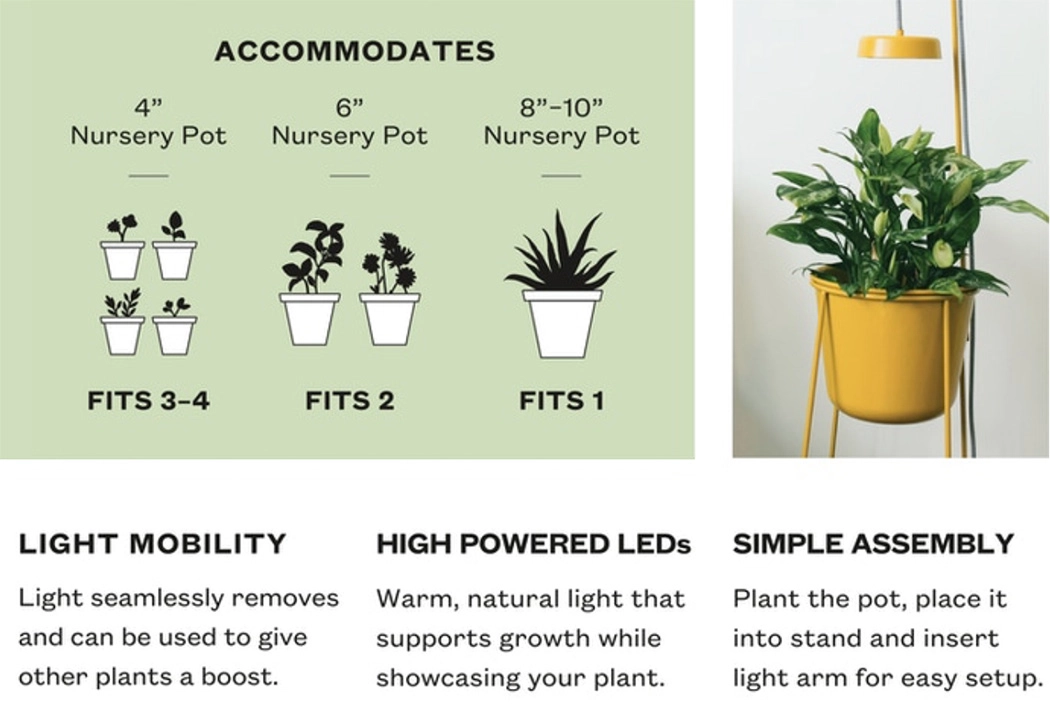 ACCOMMODATES
4”
Nursery Pot
6”
Nursery Pot
8”–10”
Nursery Pot
FITS 3–4
FITS 2
FITS 1
LIGHT MOBILITY
Light seamlessly removes
and can be used to give
other plants a boost.
HIGH POWERED LEDs
Warm, natural light that
supports growth while
showcasing your plant.
SIMPLE ASSEMBLY
Plant the pot, place it
into stand and insert
light arm for easy setup.